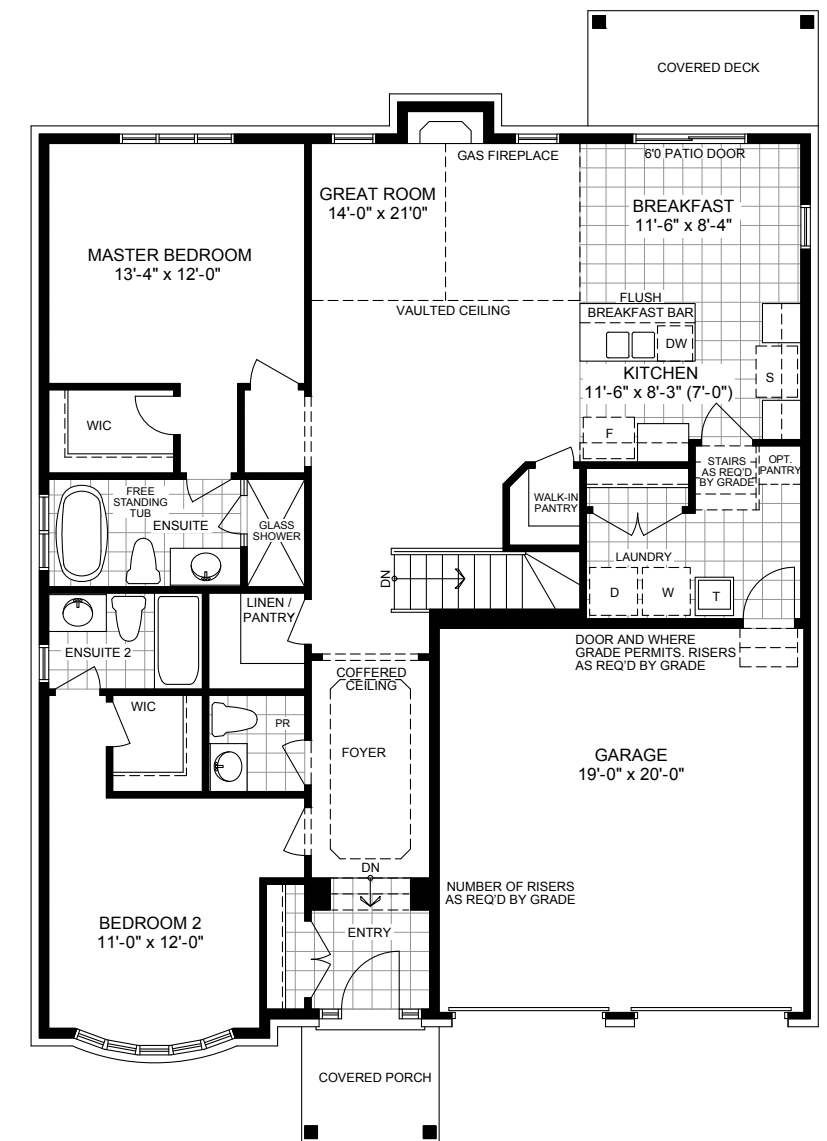 COVERED DECK
GAS FIREPLACE
6'0 PATIO DOOR
GREAT ROOM
14'-0" x 21'0"
BREAKFAST
11'-6" x 8'-4"
MASTER BEDROOM
13'-4" x 12'-0"
VAULTED CEILING
FLUSH
BREAKFAST BAR
DW
KITCHEN
11'-6" x 8'-3" (7'-0")
S
F
WIC
STAIRS
AS REQ'D
BY GRADE
OPT.
PANTRY
FREE
STANDING
TUB
ENSUITE
GLASS
SHOWER
WALK-IN
PANTRY
LAUNDRY
DN
D
W
T
LINEN /
PANTRY
ENSUITE 2
DOOR AND WHERE
GRADE PERMITS. RISERS
AS REQ'D BY GRADE
COFFERED
CEILING
WIC
PR
FOYER
GARAGE
19'-0" x 20'-0"
DN
NUMBER OF RISERS
AS REQ'D BY GRADE
BEDROOM 2
11'-0" x 12'-0"
ENTRY
COVERED PORCH